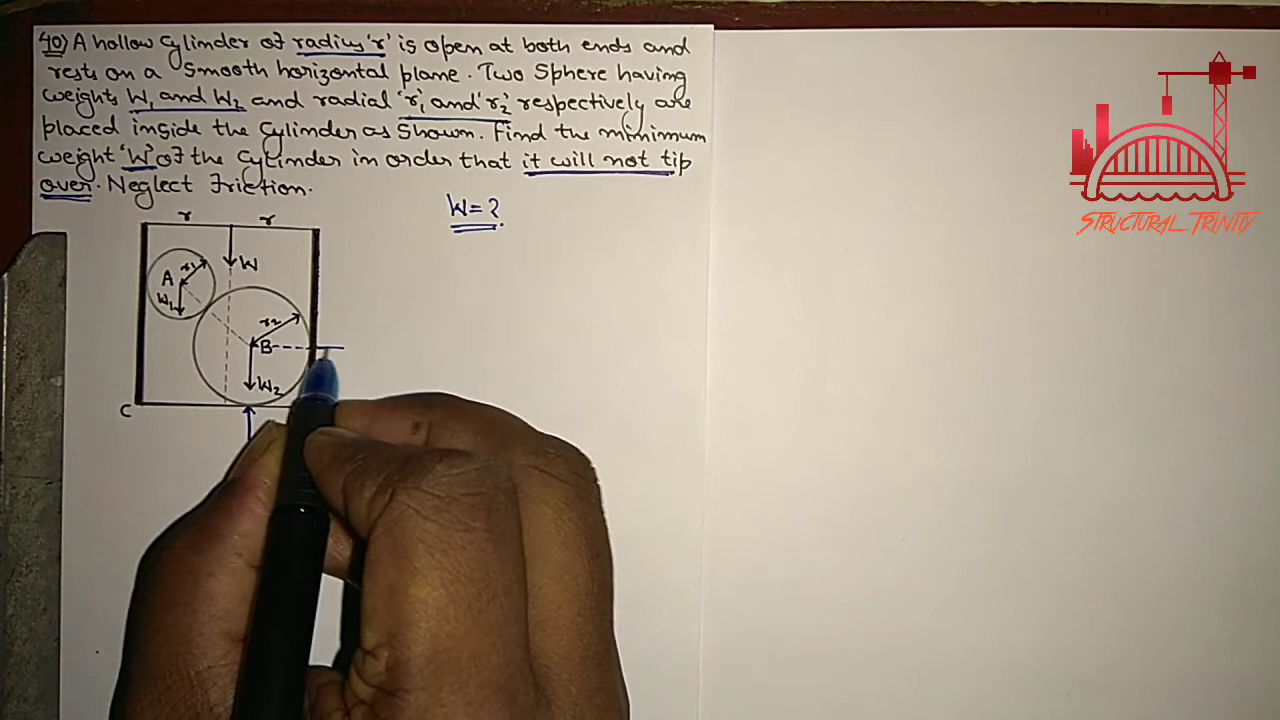 40) A hollow cylinder of radius 'r' is open at both ends and
rests on a smooth horizontal plane. Two Sphere having
weights W₁ and W₂ and radial 'r₁ and 'r₂' respectively are
placed inside the cylinder as shown. Find the minimum
weight 'W' of the cylinder in order that it will not tip
over. Neglect Friction.
W = ?
r r
W
A r₁
W₁
r₂
B
W₂
C
STRUCTURAL TRINITY